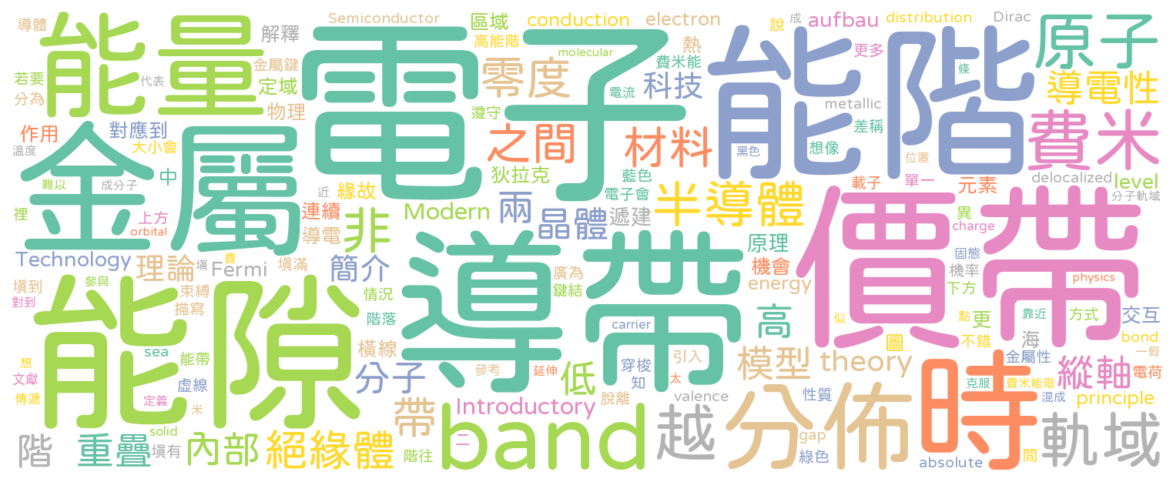 導體
Semiconductor
區域
conduction
electron
aufbau
distribution
Dirac
說
成
能量
解釋
電子
高能階
molecular
熱
能階
更多
條
原子
若要
金屬鍵
定域
零度
費米能
科技
導電性
分為
代表
物理
電流
遵守
metallic
差稱
作用
對應到
之間
材料
想像
黑色
位置
費米
溫度
大小會
金屬
中
緣故
狄拉克
藍色
電子會
半導體
載子
單一
元素
delocalized
level
難以
成分子
近
連續
Modern
兩
晶體
遞建
價帶
異
charge
分子軌域
裡
上方
orbital
導電
非
導帶
原理
固態
機率
下方
交互
Technology
理論
填
費
Fermi
填滿
簡介
廣為
鍵結
機會
energy
physics
填到
對到
參與
束縛
描寫
能隙
情況
階落
carrier
高
更
點
不錯
靠近
方式
似
圖
海
金屬性
bond
一假
想
文獻
傳遞
sea
能帶
虛線
定義
米
橫線
分子
參考
延伸
穿梭
知
引入
太
低
脫離
模型
theory
時
縱軸
電荷
克服
費米能階
混成
principle
帶
Introductory
valence
性質
階
重疊
solid
填有
內部
絕緣體
階往
二
band
越
分佈
gap
綠色
absolute
間
軌域